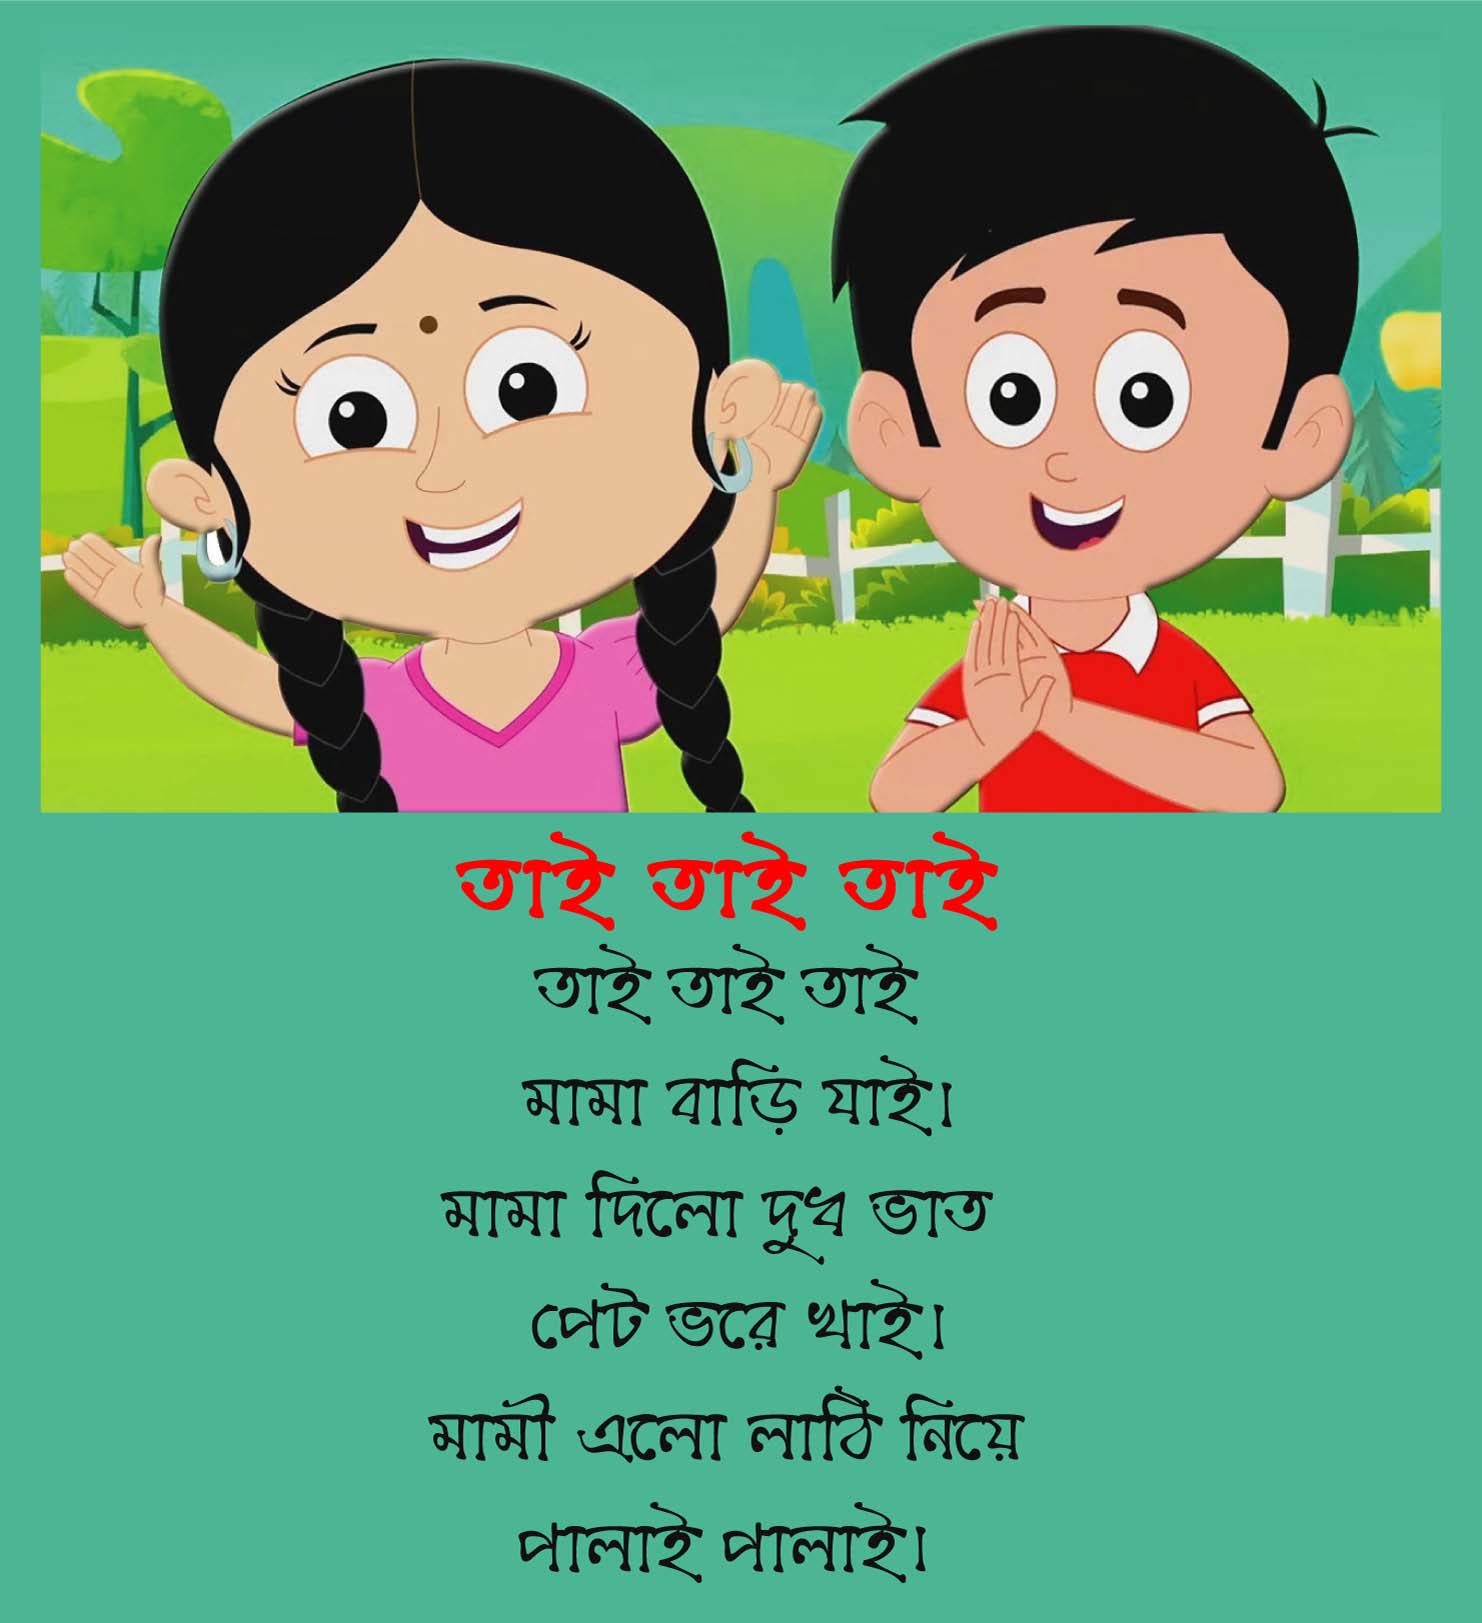 তাই তাই তাই
তাই তাই তাই
মামা বাড়ি যাই।
মামা দিলো দুধ ভাত
পেট ভরে খাই।
মামী এলো লাঠি নিয়ে
পালাই পালাই।